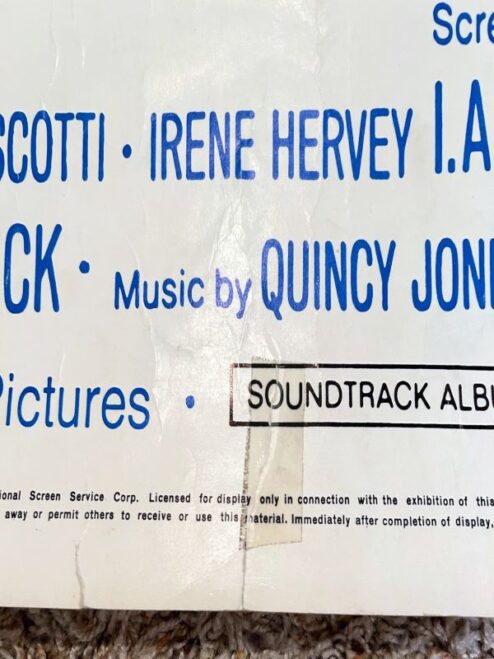 Scre
SCOTTI · IRENE HERVEY I.A
CK · Music by QUINCY JON
Pictures · SOUNDTRACK ALBU
ional Screen Service Corp. Licensed for display only in connection with the exhibition of this
away or permit others to receive or use this material. Immediately after completion of display,